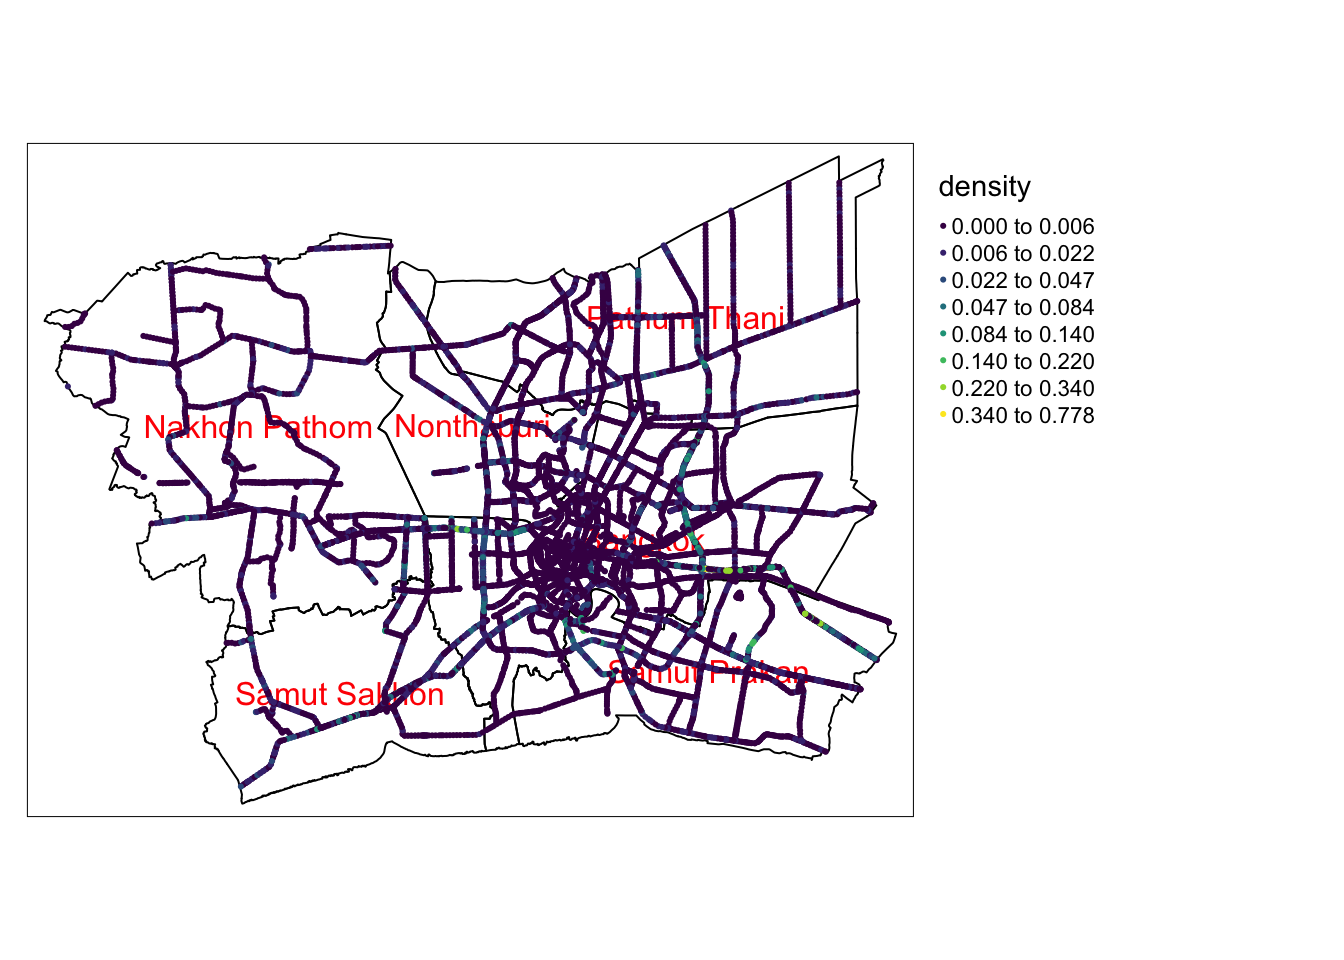 density
0.000 to 0.006
0.006 to 0.022
0.022 to 0.047
0.047 to 0.084
0.084 to 0.140
0.140 to 0.220
0.220 to 0.340
0.340 to 0.778
Pathum Thani
Nakhon Pathom
Nonthaburi
Bangkok
Samut Prakan
Samut Sakhon